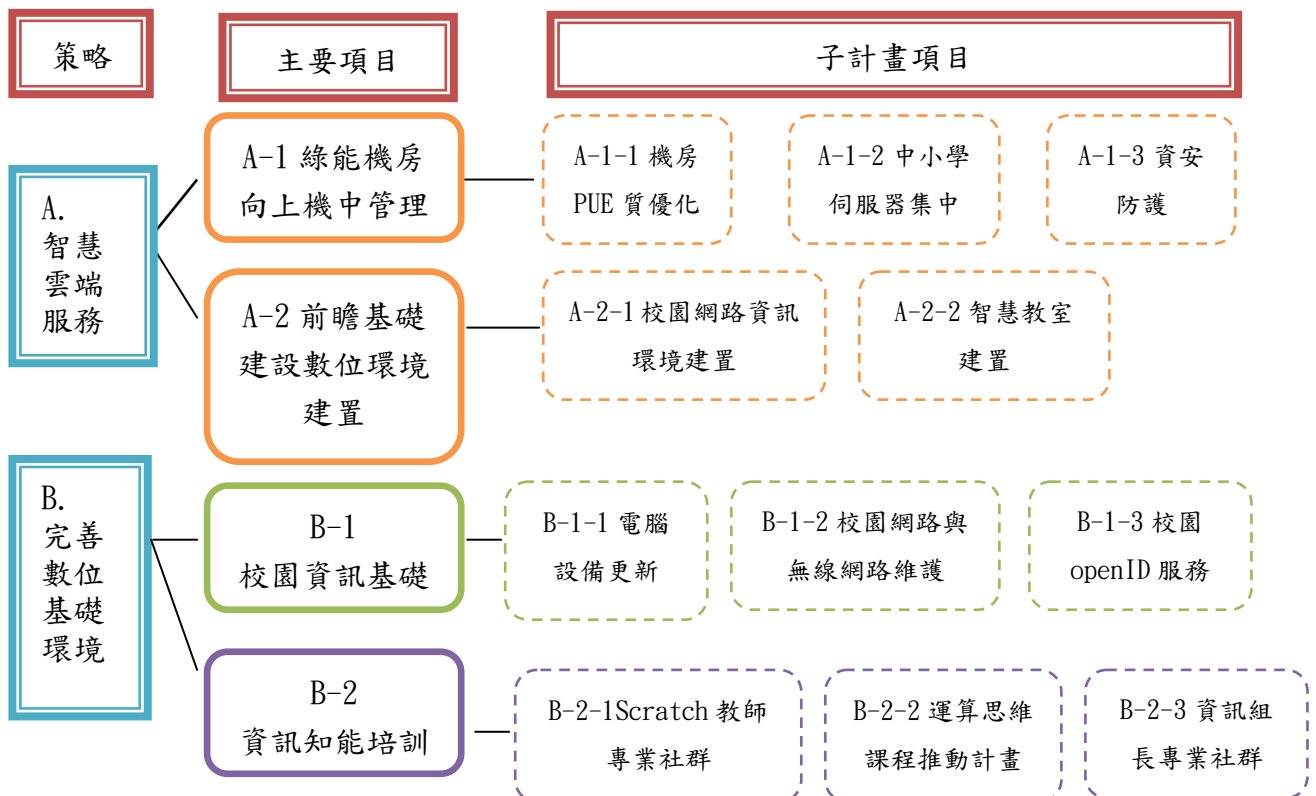 策略
主要項目
子計畫項目
A.
智慧
雲端
服務
A-1 綠能機房
向上機中管理
A-1-1 機房
PUE 質優化
A-1-2 中小學
伺服器集中
A-1-3 資安
防護
A-2 前瞻基礎
建設數位環境
建置
A-2-1 校園網路資訊
環境建置
A-2-2 智慧教室
建置
B.
完善
數位
基礎
環境
B-1
校園資訊基礎
B-1-1 電腦
設備更新
B-1-2 校園網路與
無線網路維護
B-1-3 校園
openID 服務
B-2
資訊知能培訓
B-2-1Scratch 教師
專業社群
B-2-2 運算思維
課程推動計畫
B-2-3 資訊組
長專業社群